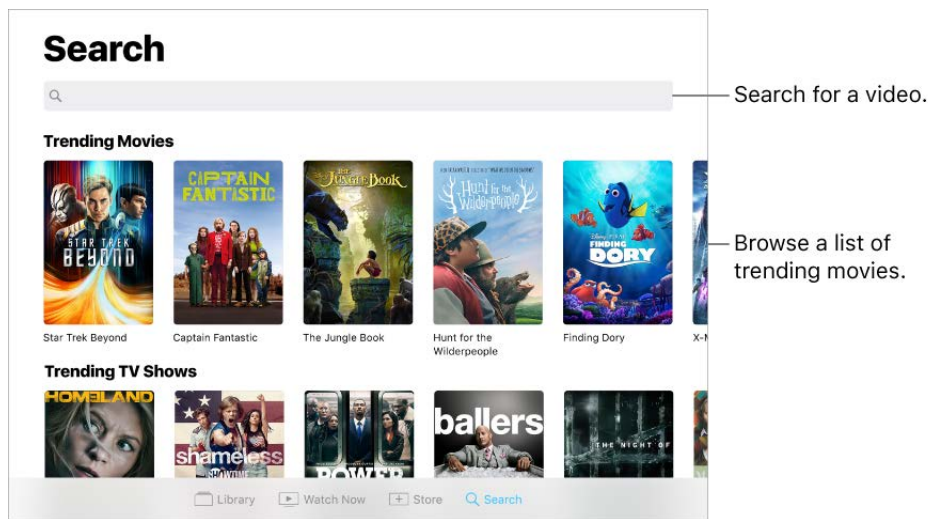 Search
Search for a video.
Trending Movies
STAR TREK
BEYOND
CAPTAIN
FANTASTIC
THE
JUNGLE BOOK
Hunt for the
Wilderpeople
Disney PIXAR
FINDING
DORY
Browse a list of
trending movies.
Star Trek Beyond
Captain Fantastic
The Jungle Book
Hunt for the
Wilderpeople
Finding Dory
Trending TV Shows
HOMELAND
shameless
SHOWTIME
POWER
ballers
THE NIGHT OF
Library
Watch Now
Store
Search